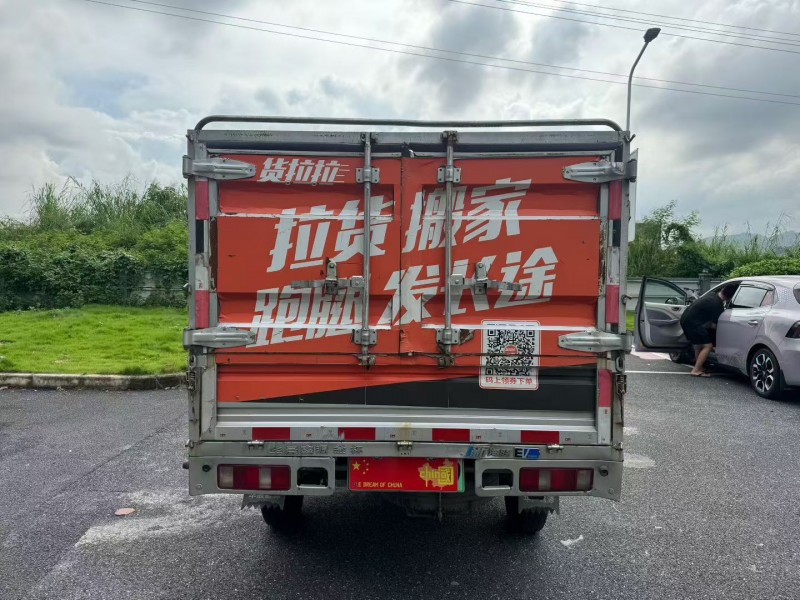 货拉拉
拉货 搬家
跑腿 发长途
码上领券下单
EV
中国
THE DREAM OF CHINA